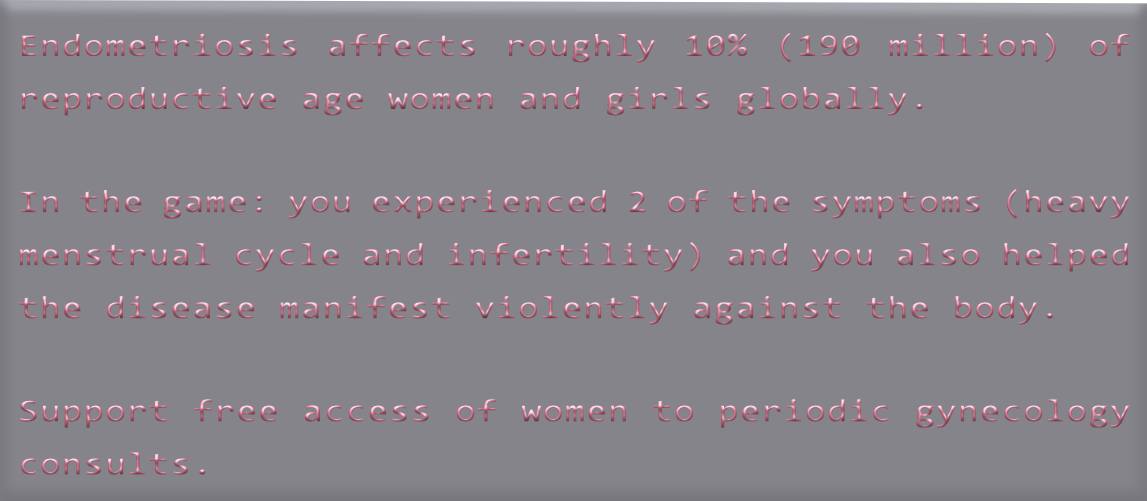 Endometriosis affects roughly 10% (190 million) of
reproductive age women and girls globally.
In the game: you experienced 2 of the symptoms (heavy
menstrual cycle and infertility) and you also helped
the disease manifest violently against the body.
Support free access of women to periodic gynecology
consults.